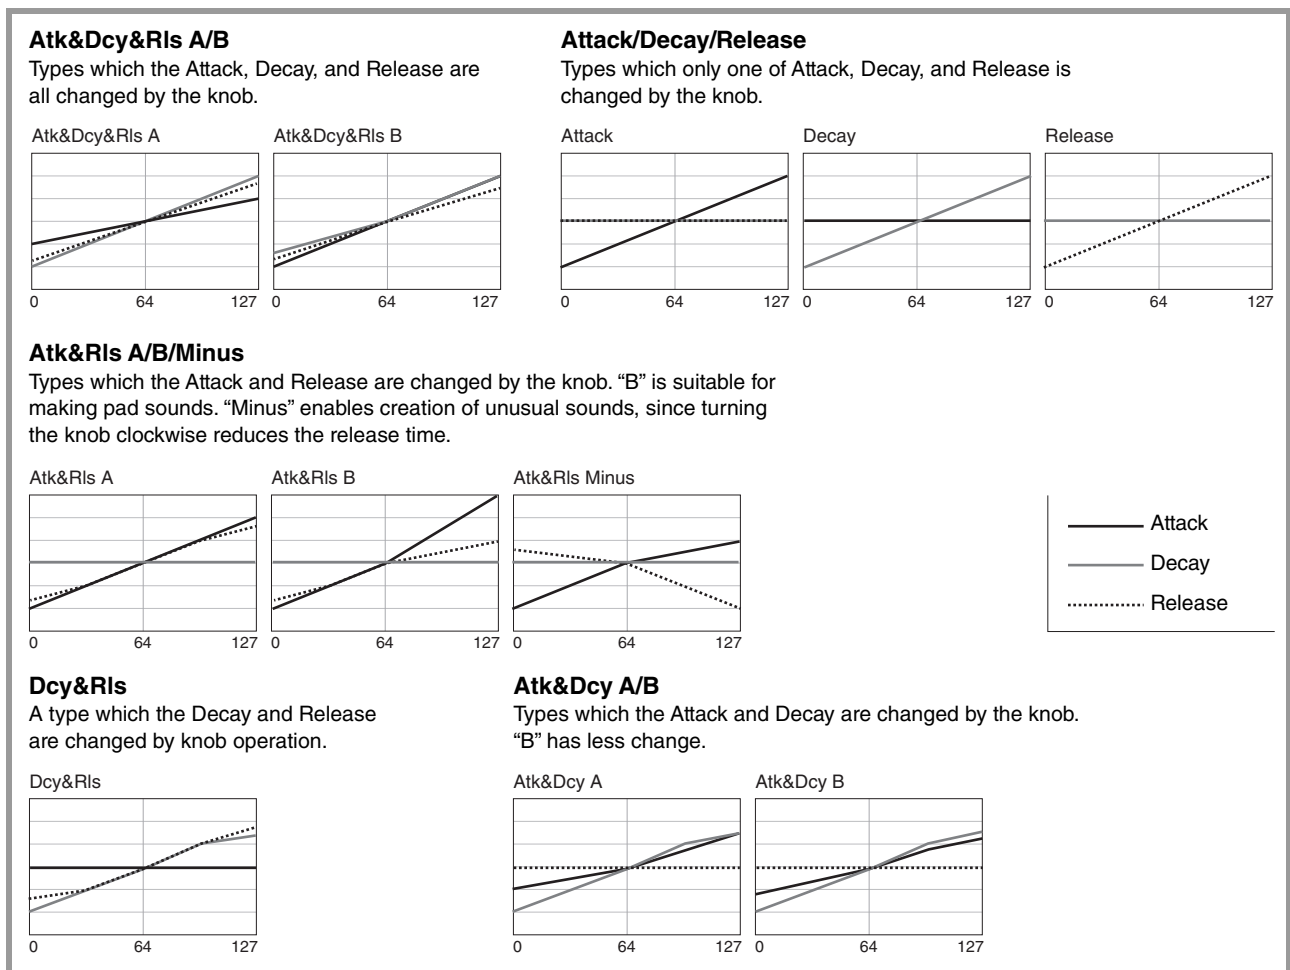 Atk&Dcy&Rls A/B
Types which the Attack, Decay, and Release are
all changed by the knob.
Atk&Dcy&Rls A
0 64 127
Atk&Dcy&Rls B
0 64 127
Attack/Decay/Release
Types which only one of Attack, Decay, and Release is
changed by the knob.
Attack
0 64 127
Decay
0 64 127
Release
0 64 127
Atk&Rls A/B/Minus
Types which the Attack and Release are changed by the knob. “B” is suitable for
making pad sounds. “Minus” enables creation of unusual sounds, since turning
the knob clockwise reduces the release time.
Atk&Rls A
0 64 127
Atk&Rls B
0 64 127
Atk&Rls Minus
0 64 127
Attack
Decay
Release
Dcy&Rls
A type which the Decay and Release
are changed by knob operation.
Dcy&Rls
0 64 127
Atk&Dcy A/B
Types which the Attack and Decay are changed by the knob.
“B” has less change.
Atk&Dcy A
0 64 127
Atk&Dcy B
0 64 127